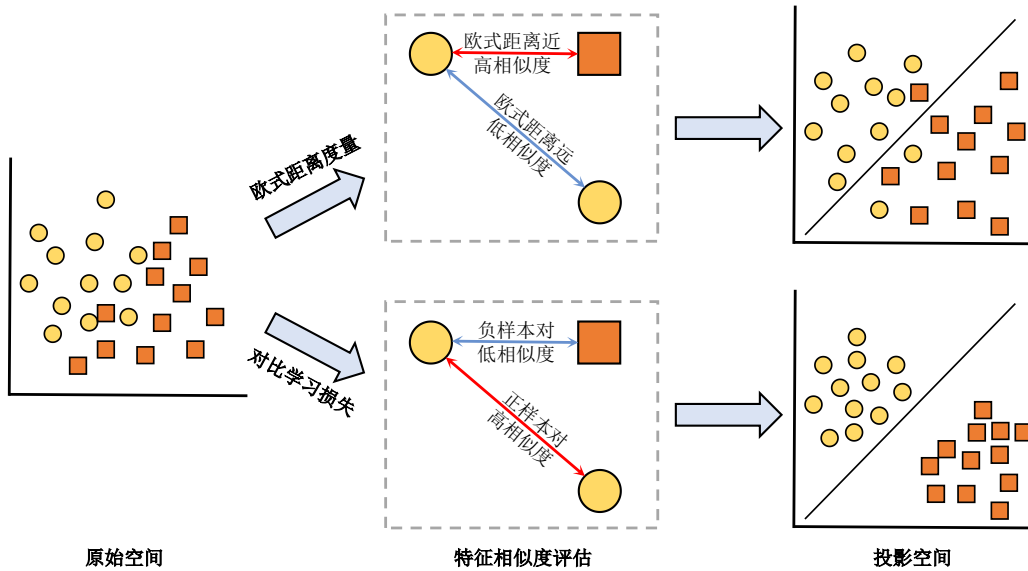 欧式距离近
高相似度
欧式距离远
低相似度
欧式距离度量
对比学习损失
负样本对
低相似度
正样本对
高相似度
原始空间
特征相似度评估
投影空间